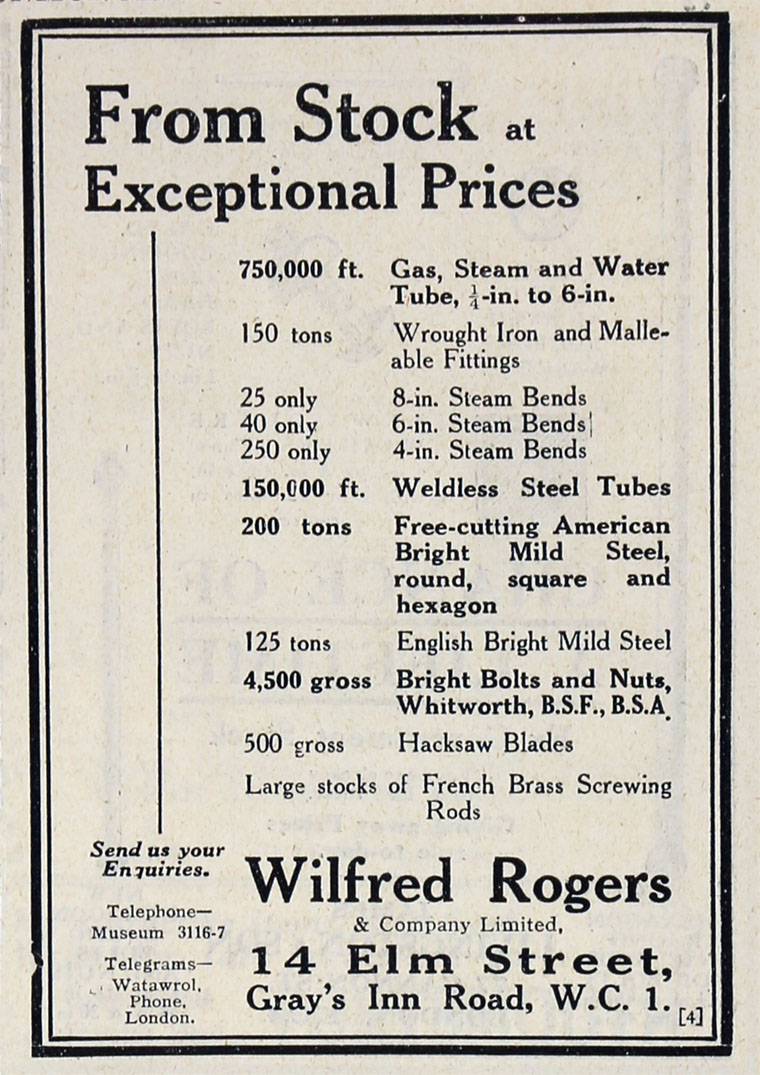 From Stock at
Exceptional Prices
750,000 ft. Gas, Steam and Water
Tube, ¼-in. to 6-in.
150 tons Wrought Iron and Malle-
able Fittings
25 only 8-in. Steam Bends
40 only 6-in. Steam Bends
250 only 4-in. Steam Bends
150,000 ft. Weldless Steel Tubes
200 tons Free-cutting American
Bright Mild Steel,
round, square and
hexagon
125 tons English Bright Mild Steel
4,500 gross Bright Bolts and Nuts,
Whitworth, B.S.F., B.S.A.
500 gross Hacksaw Blades
Large stocks of French Brass Screwing
Rods
Send us your
Enquiries.
Telephone—
Museum 3116-7
Telegrams—
Watawrol,
Phone,
London.
Wilfred Rogers
& Company Limited,
14 Elm Street,
Gray's Inn Road, W.C. 1.
[4]